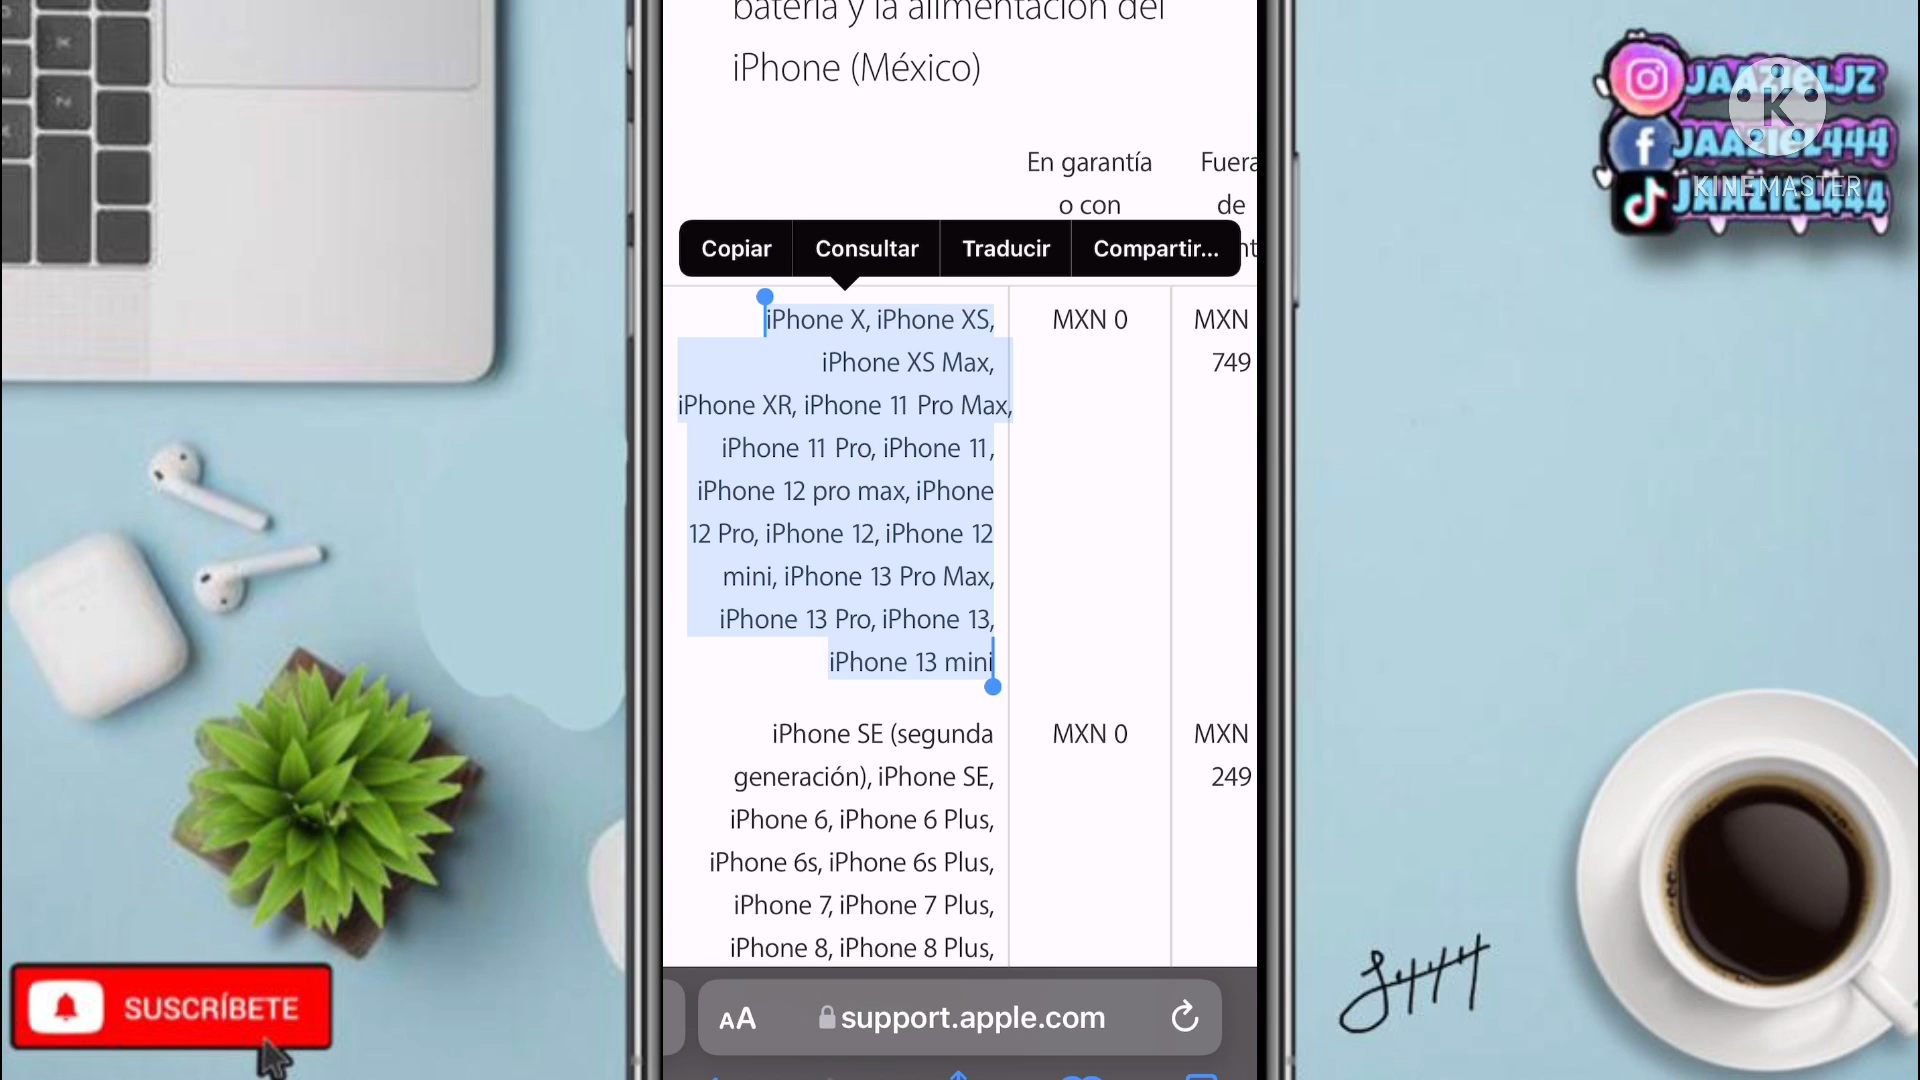 batería y la alimentación del
iPhone (México)
En garantía
o con
Fuera
de
Copiar
Consultar
Traducir
Compartir...
iPhone X, iPhone XS,
iPhone XS Max,
iPhone XR, iPhone 11 Pro Max,
iPhone 11 Pro, iPhone 11,
iPhone 12 pro max, iPhone
12 Pro, iPhone 12, iPhone 12
mini, iPhone 13 Pro Max,
iPhone 13 Pro, iPhone 13,
iPhone 13 mini
MXN 0
MXN
749
iPhone SE (segunda
generación), iPhone SE,
iPhone 6, iPhone 6 Plus,
iPhone 6s, iPhone 6s Plus,
iPhone 7, iPhone 7 Plus,
iPhone 8, iPhone 8 Plus,
MXN 0
MXN
249
AA
support.apple.com
JAAZIELJZ
JAAZIEL444
JAAZIEL444
K
KINEMASTER
SUSCRÍBETE